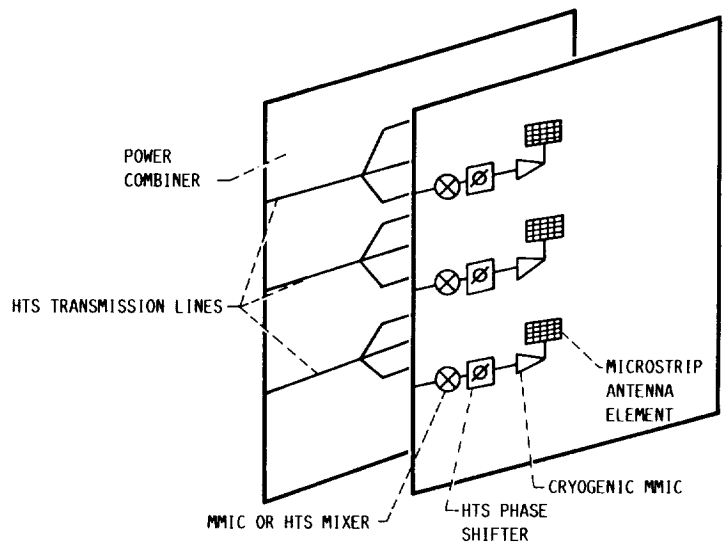 POWER
COMBINER
HTS TRANSMISSION LINES
MICROSTRIP
ANTENNA
ELEMENT
CRYOGENIC MMIC
MMIC OR HTS MIXER
HTS PHASE
SHIFTER